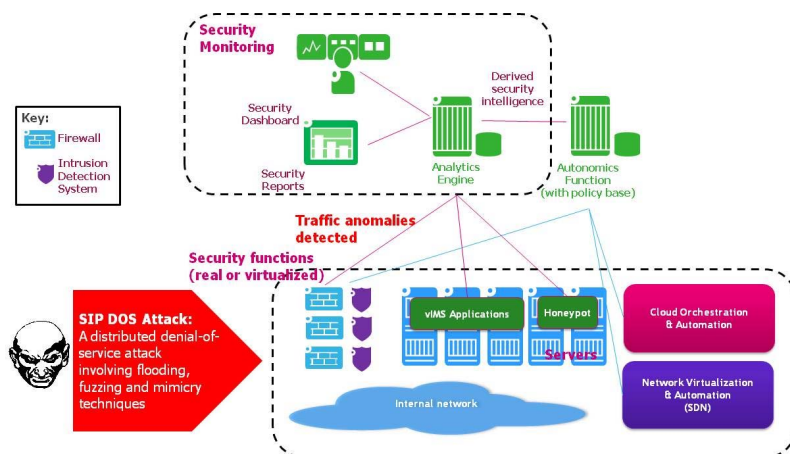 Security
Monitoring
Derived
security
intelligence
Security
Dashboard
Key:
Firewall
Intrusion
Detection
System
Security
Reports
Analytics
Engine
Autonomics
Function
(with policy base)
Traffic anomalies
detected
Security functions
(real or virtualized)
SIP DOS Attack:
A distributed denial-of-
service attack
involving flooding,
fuzzing and mimicry
techniques
vIMS Applications
Honeypot
Servers
Internal network
Cloud Orchestration
& Automation
Network Virtualization
& Automation
(SDN)